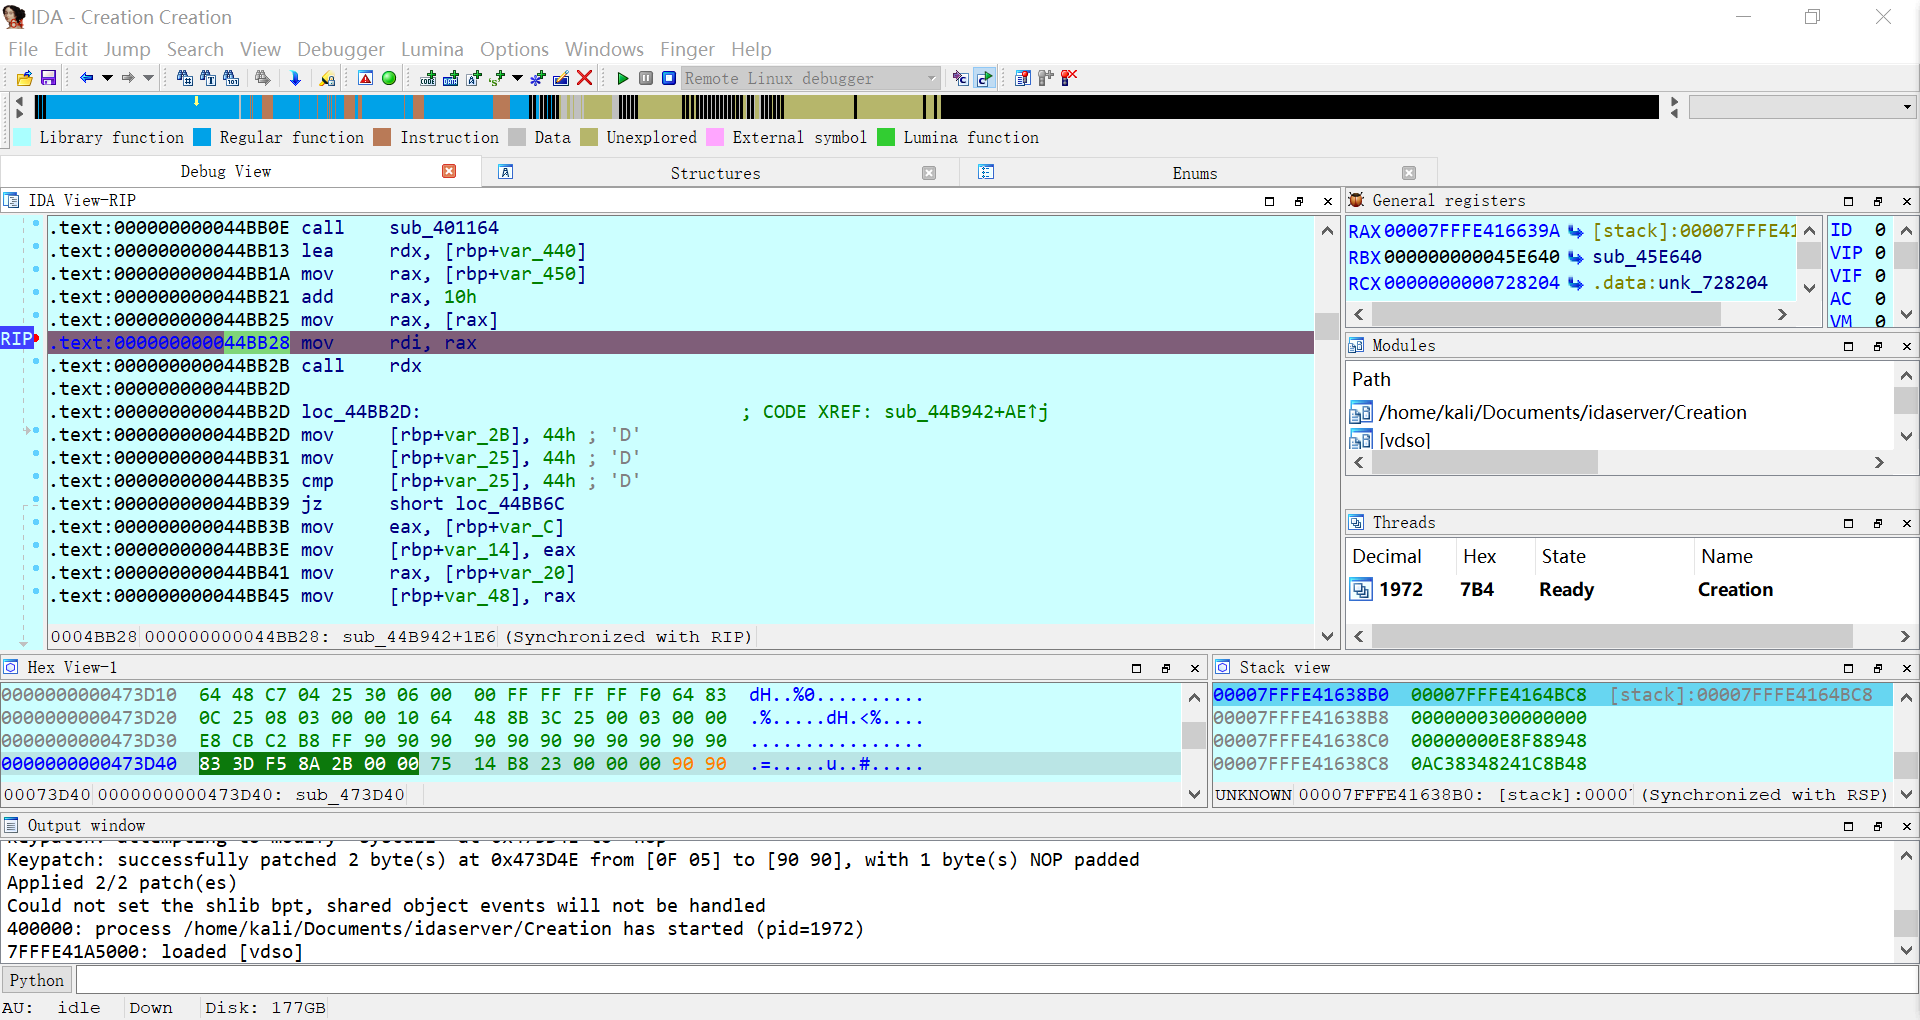 IDA - Creation Creation
File Edit Jump Search View Debugger Lumina Options Windows Finger Help
Remote Linux debugger
Library function Regular function Instruction Data Unexplored External symbol Lumina function
Debug View Structures Enums
IDA View-RIP
.text:000000000044BB0E call sub_401164
.text:000000000044BB13 lea rdx, [rbp+var_440]
.text:000000000044BB1A mov rax, [rbp+var_450]
.text:000000000044BB21 add rax, 10h
.text:000000000044BB25 mov rax, [rax]
RIP .text:000000000044BB28 mov rdi, rax
.text:000000000044BB2B call rdx
.text:000000000044BB2D
.text:000000000044BB2D loc_44BB2D: ; CODE XREF: sub_44B942+AE↑j
.text:000000000044BB2D mov [rbp+var_2B], 44h ; 'D'
.text:000000000044BB31 mov [rbp+var_25], 44h ; 'D'
.text:000000000044BB35 cmp [rbp+var_25], 44h ; 'D'
.text:000000000044BB39 jz short loc_44BB6C
.text:000000000044BB3B mov eax, [rbp+var_C]
.text:000000000044BB3E mov [rbp+var_14], eax
.text:000000000044BB41 mov rax, [rbp+var_20]
.text:000000000044BB45 mov [rbp+var_48], rax
0004BB28 000000000044BB28: sub_44B942+1E6 (Synchronized with RIP)
General registers
RAX 00007FFFE416639A [stack]:00007FFFE41
RBX 000000000045E640 sub_45E640
RCX 0000000000728204 .data:unk_728204
ID 0
VIP 0
VIF 0
AC 0
VM 0
Modules
Path
/home/kali/Documents/idaserver/Creation
[vdso]
Threads
Decimal Hex State Name
1972 7B4 Ready Creation
Hex View-1
0000000000473D10 64 48 C7 04 25 30 06 00 00 FF FF FF FF F0 64 83 dH..%0..........
0000000000473D20 0C 25 08 03 00 00 10 64 48 8B 3C 25 00 03 00 00 .%.....dH.<%....
0000000000473D30 E8 CB C2 B8 FF 90 90 90 90 90 90 90 90 90 90 90 ................
0000000000473D40 83 3D F5 8A 2B 00 00 75 14 B8 23 00 00 00 90 90 .=.....u..#.....
00073D40 0000000000473D40: sub_473D40
Stack view
00007FFFE41638B0 00007FFFE4164BC8 [stack]:00007FFFE4164BC8
00007FFFE41638B8 0000000300000000
00007FFFE41638C0 00000000E8F88948
00007FFFE41638C8 0AC38348241C8B48
UNKNOWN 00007FFFE41638B0: [stack]:0000 (Synchronized with RSP)
Output window
Keypatch: attempting to modify "syscall" at 0x473D4E to "nop"
Keypatch: successfully patched 2 byte(s) at 0x473D4E from [0F 05] to [90 90], with 1 byte(s) NOP padded
Applied 2/2 patch(es)
Could not set the shlib bpt, shared object events will not be handled
400000: process /home/kali/Documents/idaserver/Creation has started (pid=1972)
7FFFE41A5000: loaded [vdso]
Python
AU: idle Down Disk: 177GB